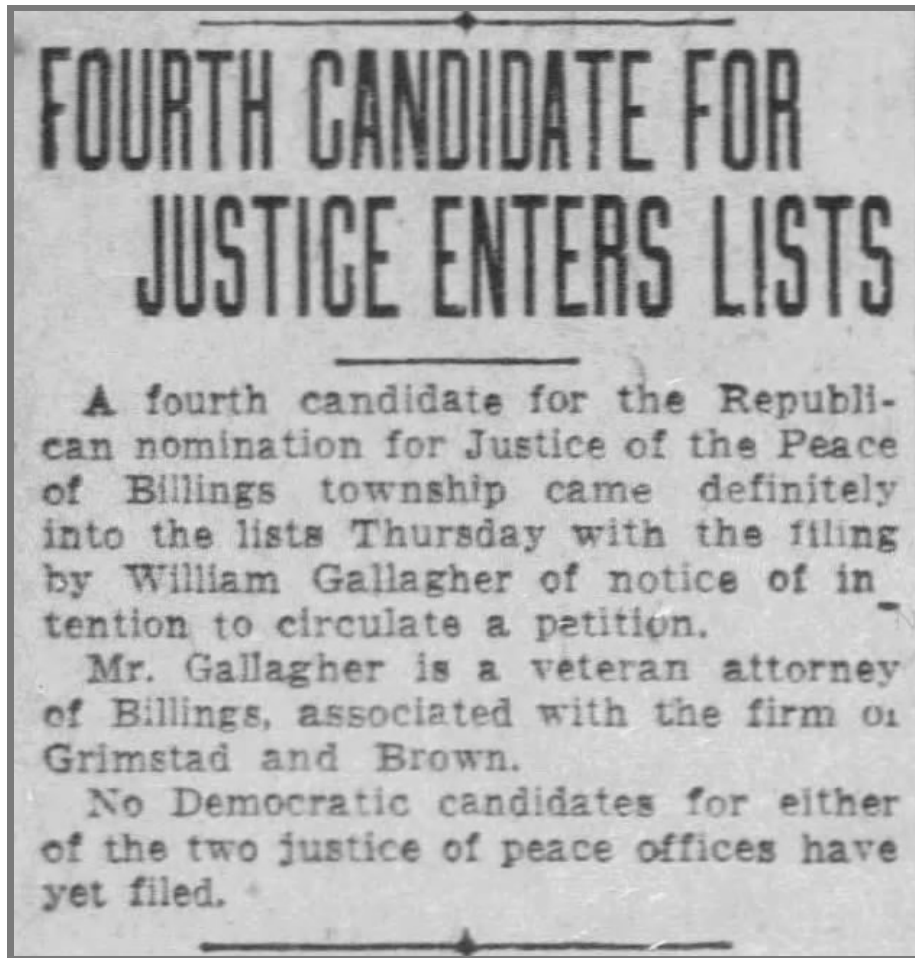 FOURTH CANDIDATE FOR
JUSTICE ENTERS LISTS
A fourth candidate for the Republi-
can nomination for Justice of the Peace
of Billings township came definitely
into the lists Thursday with the filing
by William Gallagher of notice of in-
tention to circulate a petition.
Mr. Gallagher is a veteran attorney
of Billings, associated with the firm of
Grimstad and Brown.
No Democratic candidates for either
of the two justice of peace offices have
yet filed.